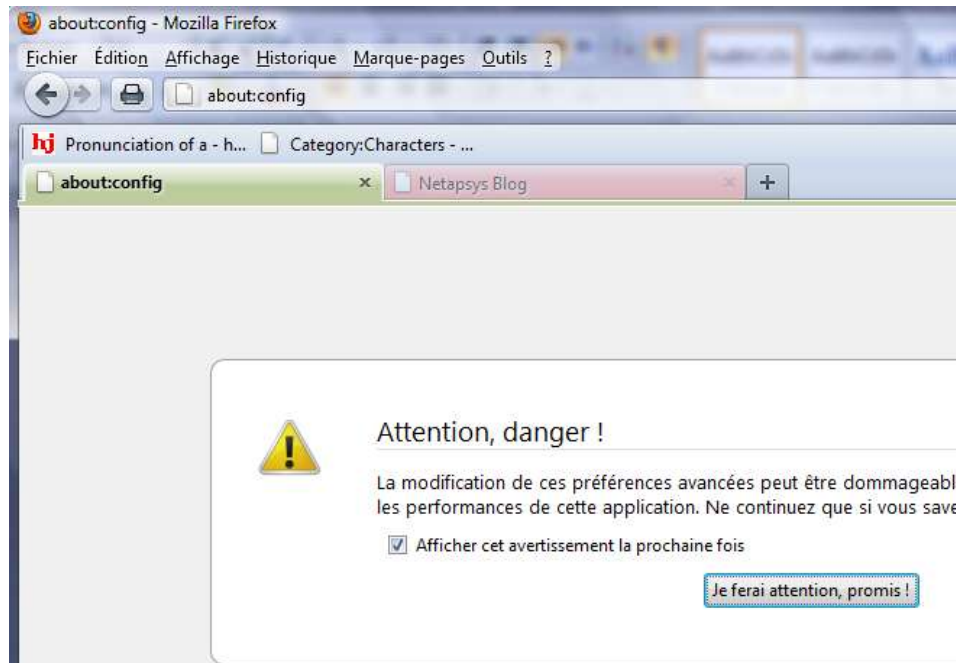 about:config - Mozilla Firefox
Fichier Édition Affichage Historique Marque-pages Outils ?
about:config
hj Pronunciation of a - h... Category:Characters - ...
about:config x Netapsys Blog x +
Attention, danger !
La modification de ces préférences avancées peut être dommageabl
les performances de cette application. Ne continuez que si vous save
Afficher cet avertissement la prochaine fois
Je ferai attention, promis !